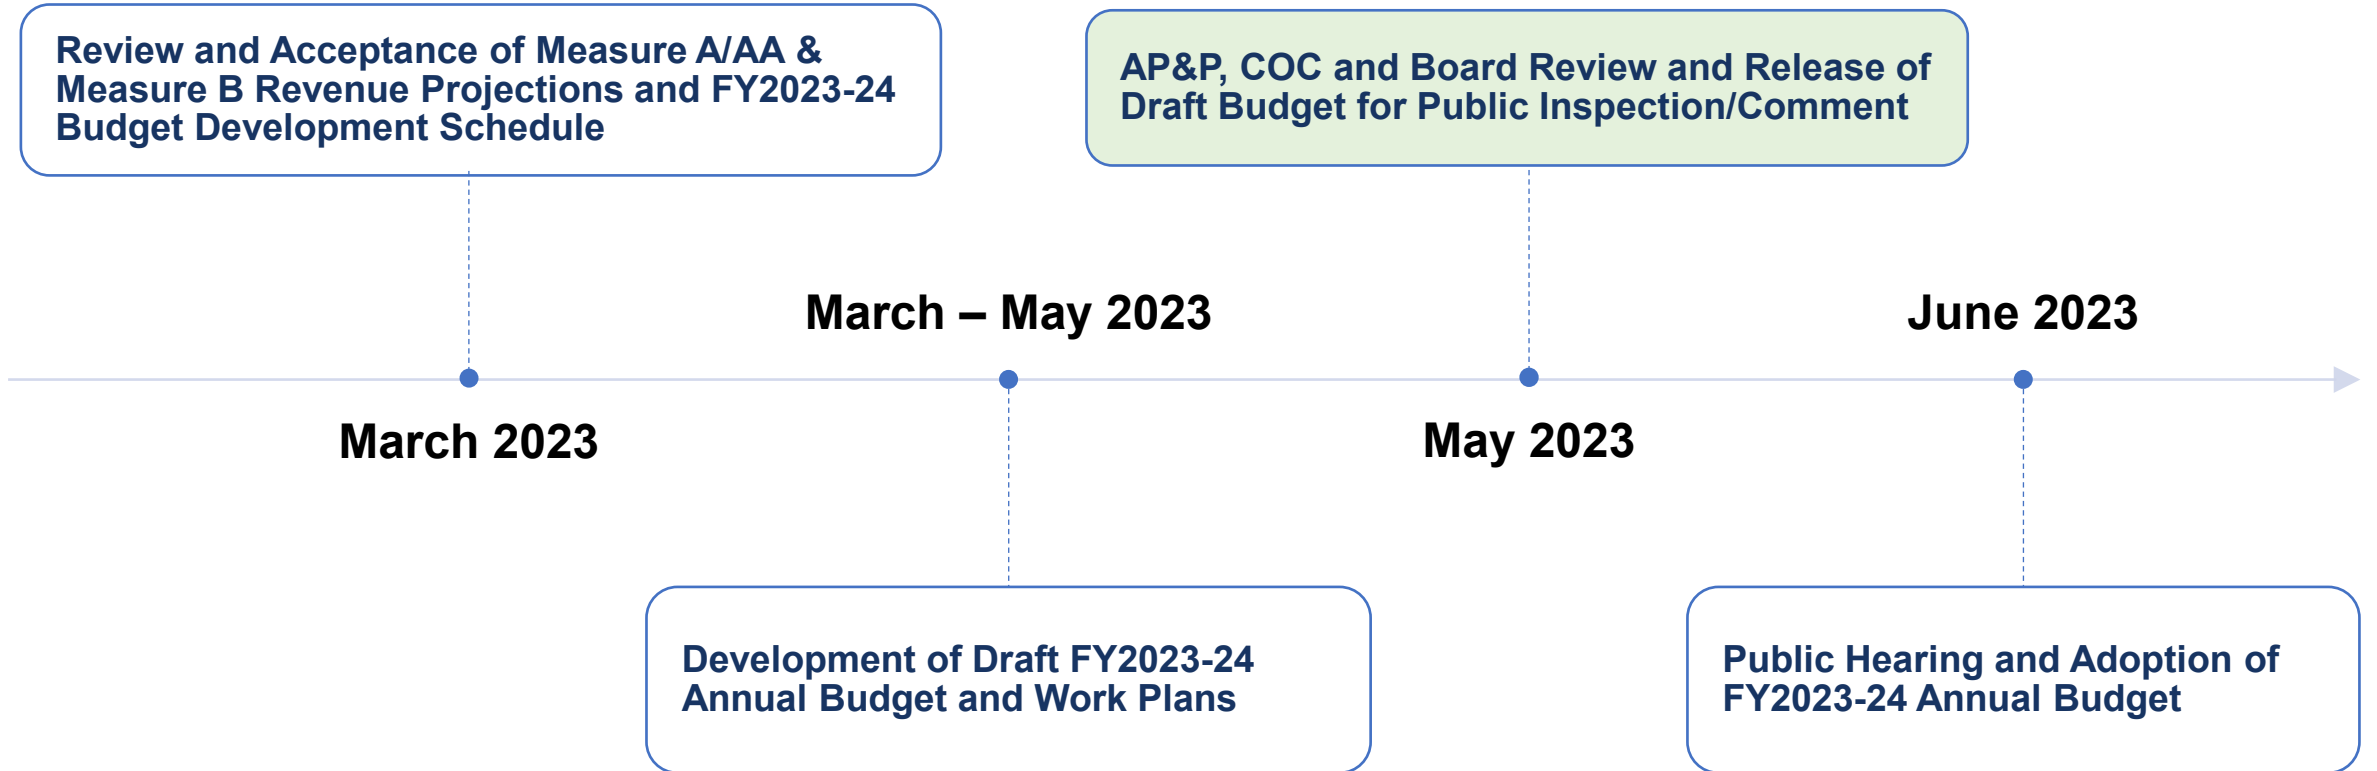 Review and Acceptance of Measure A/AA &
Measure B Revenue Projections and FY2023-24
Budget Development Schedule
AP&P, COC and Board Review and Release of
Draft Budget for Public Inspection/Comment
March – May 2023
June 2023
March 2023
May 2023
Development of Draft FY2023-24
Annual Budget and Work Plans
Public Hearing and Adoption of
FY2023-24 Annual Budget